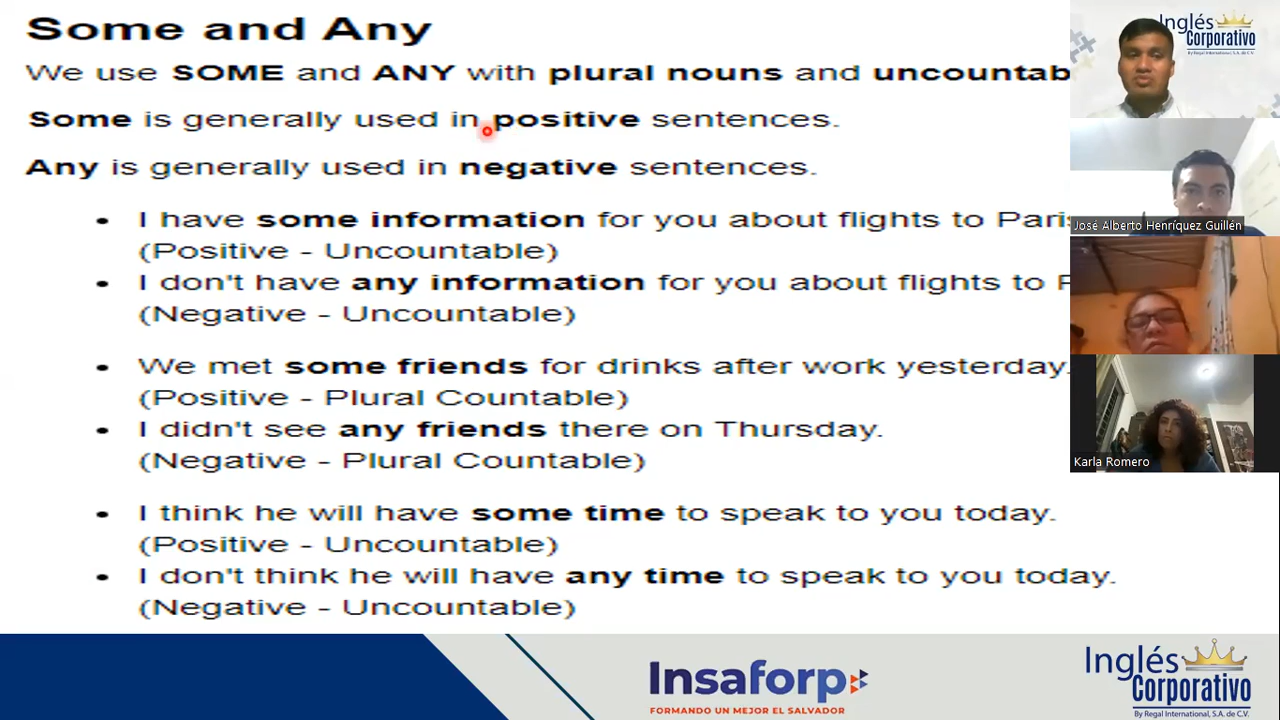 Some and Any
We use SOME and ANY with plural nouns and uncountab
Some is generally used in positive sentences.
Any is generally used in negative sentences.
• I have some information for you about flights to Paris
(Positive - Uncountable)
• I don't have any information for you about flights to P
(Negative - Uncountable)
• We met some friends for drinks after work yesterday.
(Positive - Plural Countable)
• I didn't see any friends there on Thursday.
(Negative - Plural Countable)
• I think he will have some time to speak to you today.
(Positive - Uncountable)
• I don't think he will have any time to speak to you today.
(Negative - Uncountable)
Inglés
Corporativo
By Regal International, S.A. de C.V.
José Alberto Henríquez Guillén
Karla Romero
Insaforp
FORMANDO UN MEJOR EL SALVADOR
Inglés
Corporativo
By Regal International, S.A. de C.V.